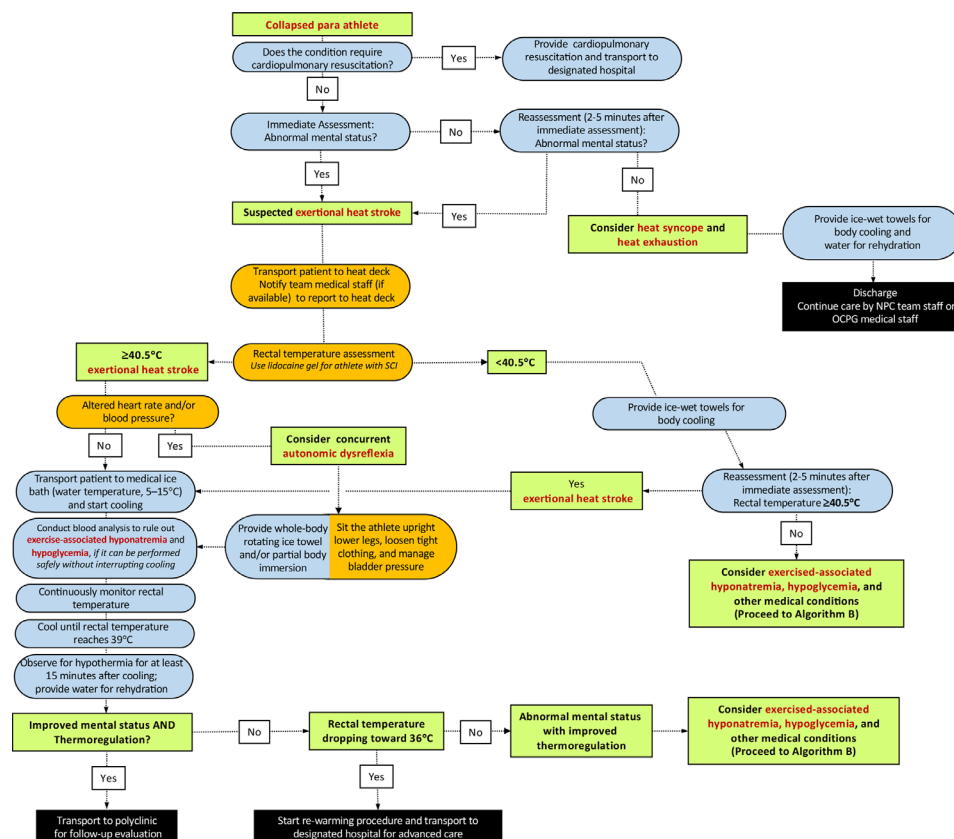 Collapsed para athlete
Does the condition require
cardiopulmonary resuscitation?
Yes
Provide cardiopulmonary
resuscitation and transport to
designated hospital
No
Immediate Assessment:
Abnormal mental status?
No
Reassessment (2-5 minutes after
immediate assessment):
Abnormal mental status?
Yes
No
Suspected exertional heat stroke
Yes
Consider heat syncope and
heat exhaustion
Provide ice-wet towels for
body cooling and
water for rehydration
Transport patient to heat deck
Notify team medical staff (if
available) to report to heat deck
Discharge
Continue care by NPC team staff or
OCPG medical staff
≥40.5°C
exertional heat stroke
Rectal temperature assessment
Use lidocaine gel for athlete with SCI
<40.5°C
Altered heart rate and/or
blood pressure?
Provide ice-wet towels for
body cooling
No
Yes
Consider concurrent
autonomic dysreflexia
Transport patient to medical ice
bath (water temperature, 5–15°C)
and start cooling
Yes
exertional heat stroke
Reassessment (2-5 minutes after
immediate assessment):
Rectal temperature ≥40.5°C
Conduct blood analysis to rule out
exercise-associated hyponatremia and
hypoglycemia, if it can be performed
safely without interrupting cooling
Provide whole-body
rotating ice towel
and/or partial body
immersion
Sit the athlete upright
lower legs, loosen tight
clothing, and manage
bladder pressure
No
Continuously monitor rectal
temperature
Consider exercised-associated
hyponatremia, hypoglycemia, and
other medical conditions
(Proceed to Algorithm B)
Cool until rectal temperature
reaches 39°C
Observe for hypothermia for at least
15 minutes after cooling;
provide water for rehydration
Improved mental status AND
Thermoregulation?
No
Rectal temperature
dropping toward 36°C
No
Abnormal mental status
with improved
thermoregulation
Consider exercised-associated
hyponatremia, hypoglycemia, and
other medical conditions
(Proceed to Algorithm B)
Yes
Yes
Transport to polyclinic
for follow-up evaluation
Start re-warming procedure and transport to
designated hospital for advanced care